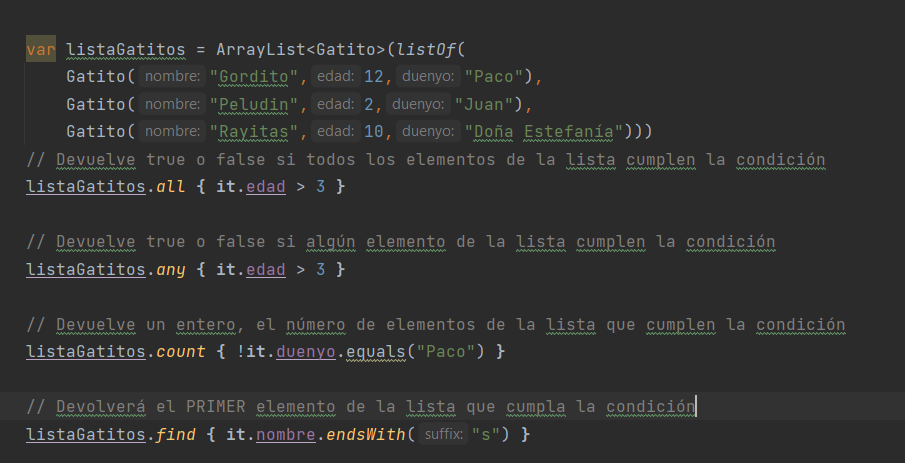 var listaGatitos = ArrayList<Gatito>(listOf(
Gatito( nombre: "Gordito", edad: 12, duenyo: "Paco"),
Gatito( nombre: "Peludin", edad: 2, duenyo: "Juan"),
Gatito( nombre: "Rayitas", edad: 10, duenyo: "Doña Estefanía")))
// Devuelve true o false si todos los elementos de la lista cumplen la condición
listaGatitos.all { it.edad > 3 }
// Devuelve true o false si algún elemento de la lista cumplen la condición
listaGatitos.any { it.edad > 3 }
// Devuelve un entero, el número de elementos de la lista que cumplen la condición
listaGatitos.count { !it.duenyo.equals("Paco") }
// Devolverá el PRIMER elemento de la lista que cumpla la condición
listaGatitos.find { it.nombre.endsWith( suffix: "s") }